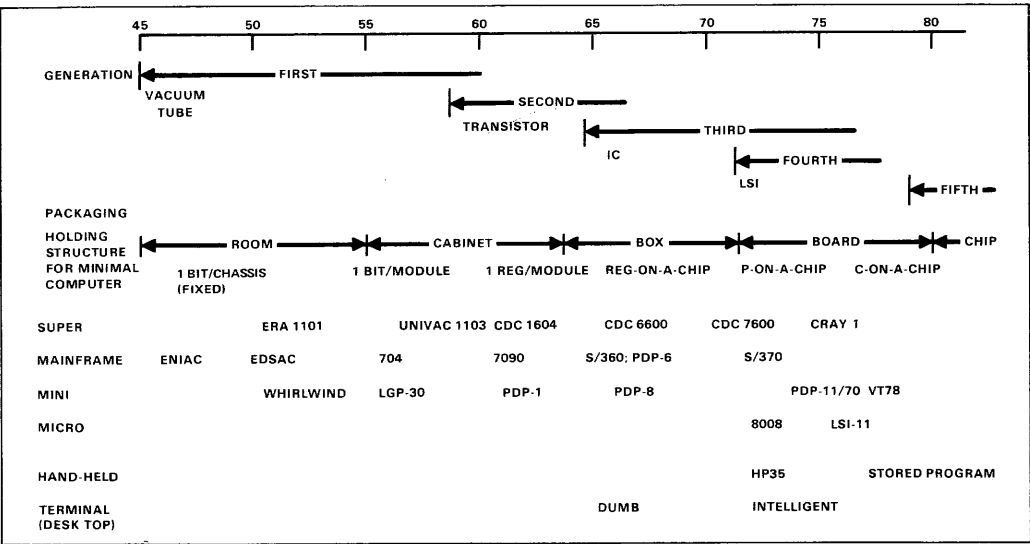 45 50 55 60 65 70 75 80
GENERATION FIRST
VACUUM
TUBE
SECOND
TRANSISTOR
THIRD
IC
FOURTH
LSI
FIFTH
PACKAGING
HOLDING
STRUCTURE
FOR MINIMAL
COMPUTER
ROOM CABINET BOX BOARD CHIP
1 BIT/CHASSIS
(FIXED)
1 BIT/MODULE 1 REG/MODULE REG-ON-A-CHIP P-ON-A-CHIP C-ON-A-CHIP
SUPER ERA 1101 UNIVAC 1103 CDC 1604 CDC 6600 CDC 7600 CRAY 1
MAINFRAME ENIAC EDSAC 704 7090 S/360; PDP-6 S/370
MINI WHIRLWIND LGP-30 PDP-1 PDP-8 PDP-11/70 VT78
MICRO 8008 LSI-11
HAND-HELD HP35 STORED PROGRAM
TERMINAL
(DESK TOP)
DUMB INTELLIGENT